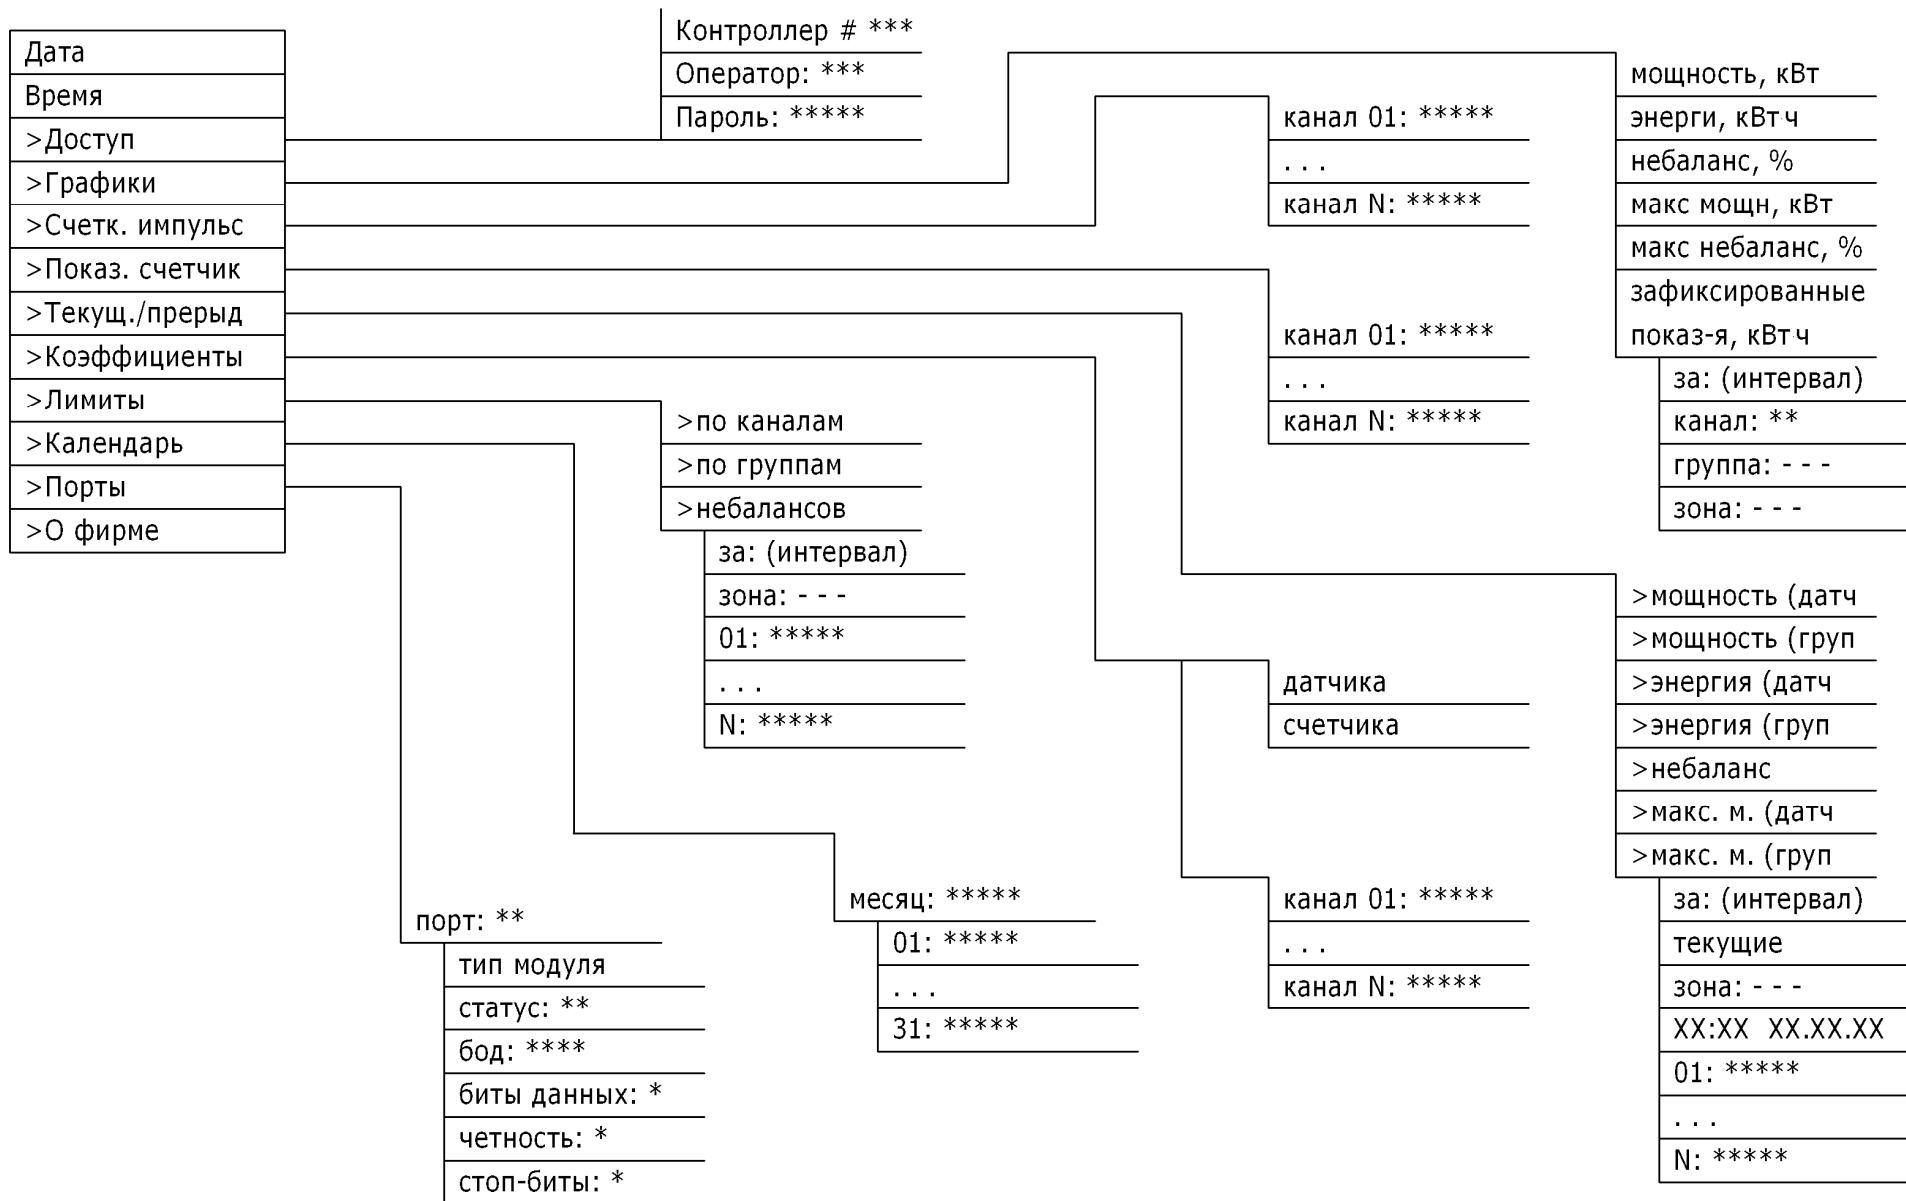 Дата
Время
>Доступ
>Графики
>Счетк. импульс
>Показ. счетчик
>Текущ./прерыд
>Коэффициенты
>Лимиты
>Календарь
>Порты
>О фирме
Контроллер # ***
Оператор: ***
Пароль: *****
мощность, кВт
энерги, кВт·ч
небаланс, %
макс мощн, кВт
макс небаланс, %
зафиксированные
показ-я, кВт·ч
за: (интервал)
канал: **
группа: - - -
зона: - - -
канал 01: *****
. . .
канал N: *****
канал 01: *****
. . .
канал N: *****
>по каналам
>по группам
>небалансов
за: (интервал)
зона: - - -
01: *****
. . .
N: *****
датчика
счетчика
канал 01: *****
. . .
канал N: *****
>мощность (датч
>мощность (груп
>энергия (датч
>энергия (груп
>небаланс
>макс. м. (датч
>макс. м. (груп
за: (интервал)
текущие
зона: - - -
XX:XX XX.XX.XX
01: *****
. . .
N: *****
месяц: *****
01: *****
. . .
31: *****
порт: **
тип модуля
статус: **
бод: ****
биты данных: *
четность: *
стоп-биты: *